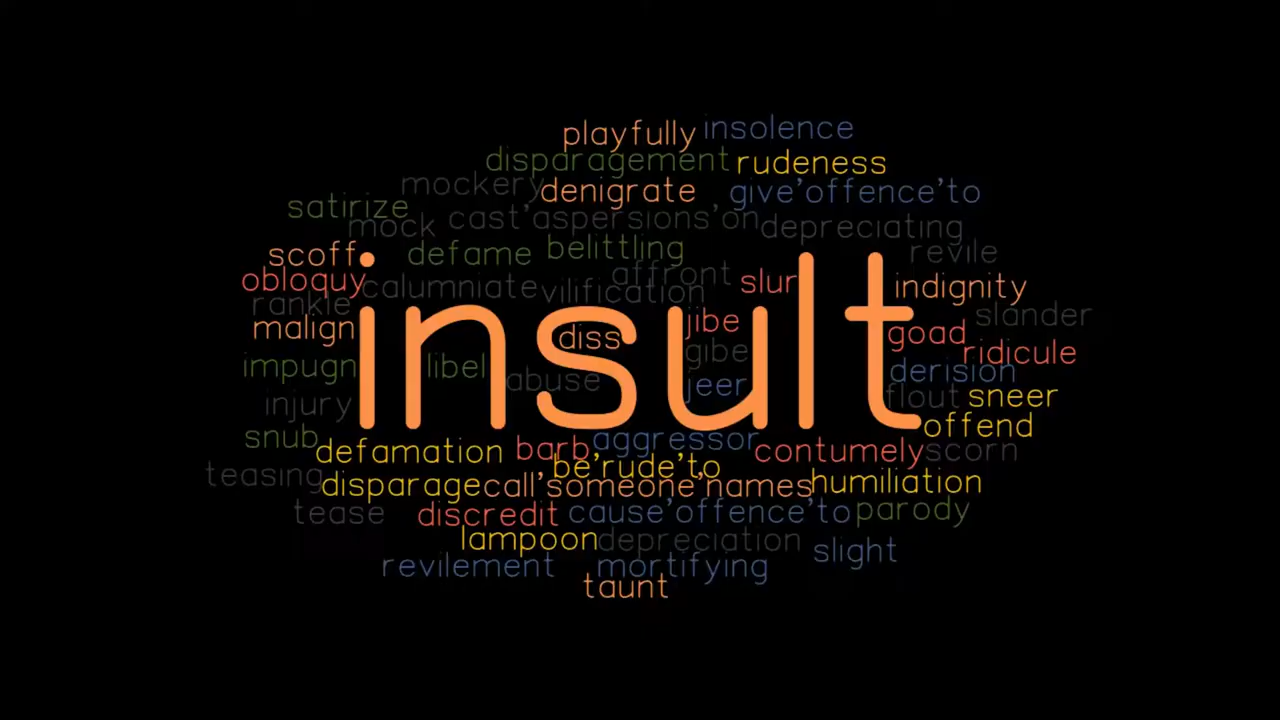 playfully insolence
disparagement rudeness
mockery denigrate give'offence'to
satirize mock cast'aspersions'on depreciating
scoff defame belittling revile
obloquy calumniate vilification affront slur indignity
rankle slander
malign diss jibe goad ridicule
impugn libel abuse gibe jeer derision
insult
injury flout sneer
snub defamation barb aggressor contumely offend
teasing be'rude'to scorn
disparage call'someone'names humiliation
tease discredit cause'offence'to parody
lampoon depreciation slight
revilement mortifying
taunt